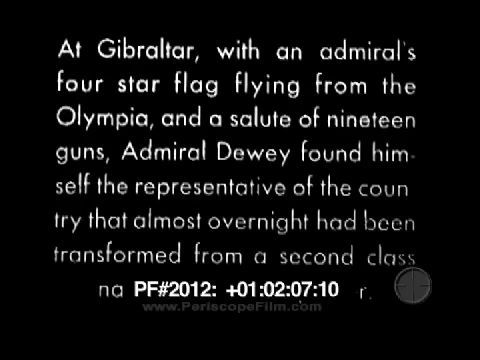 At Gibraltar, with an admiral's
four star flag flying from the
Olympia, and a salute of nineteen
guns, Admiral Dewey found him-
self the representative of the coun
try that almost overnight had been
transformed from a second class
na PF#2012: +01:02:07:10 r.
www.PeriscopeFilm.com